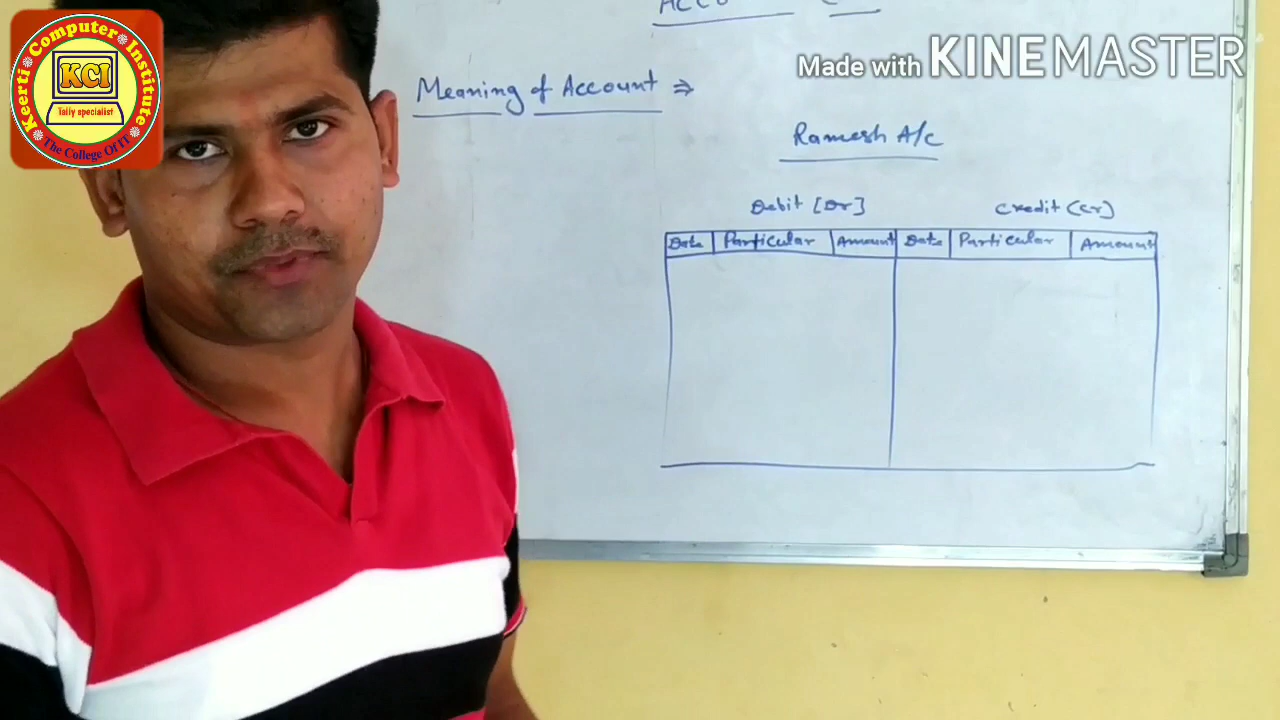 Keerti Computer Institute
KCI
Tally specialist
The College Of IT
Made with KINEMASTER
Meaning of Account ⇒
Ramesh A/c
Debit [Dr] Credit (Cr)
Date Particular Amount Date Particular Amount